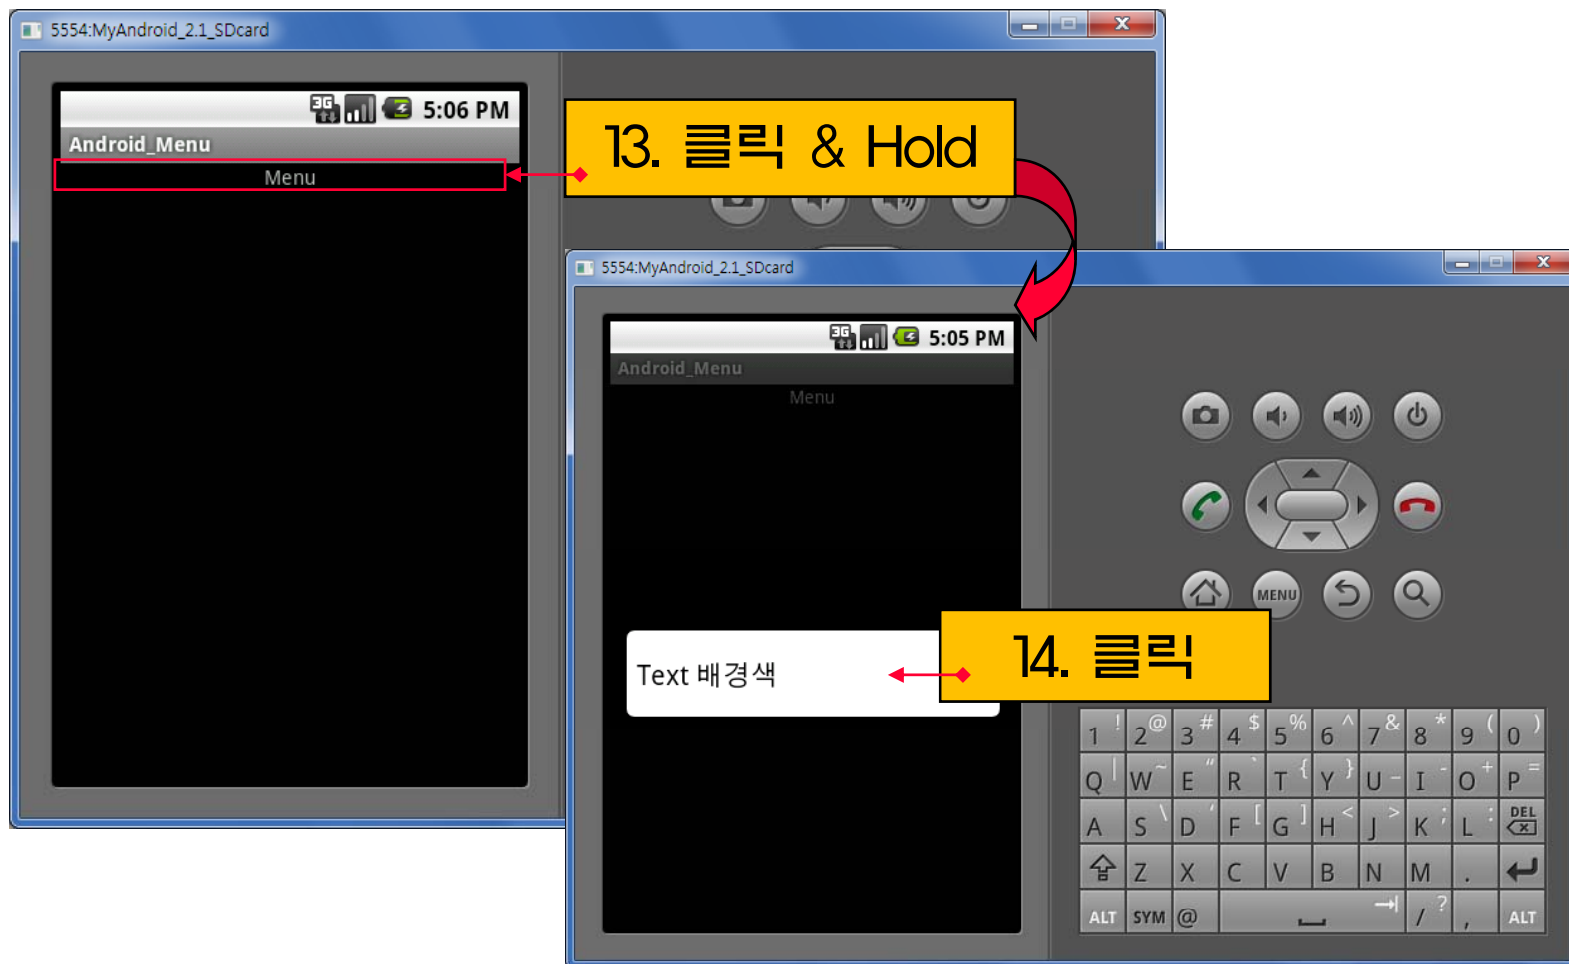 5554:MyAndroid_2.1_SDcard
3G 5:06 PM
Android_Menu
Menu
13. 클릭 & Hold
5554:MyAndroid_2.1_SDcard
3G 5:05 PM
Android_Menu
Menu
MENU
Text 배경색
14. 클릭
1 ! 2 @ 3 # 4 $ 5 % 6 ^ 7 & 8 * 9 ( 0 )
Q | W ~ E " R ` T { Y } U _ I - O + P =
A S \ D ' F [ G ] H < J > K ; L : DEL
Z X C V B N M .
ALT SYM @ / ? , ALT